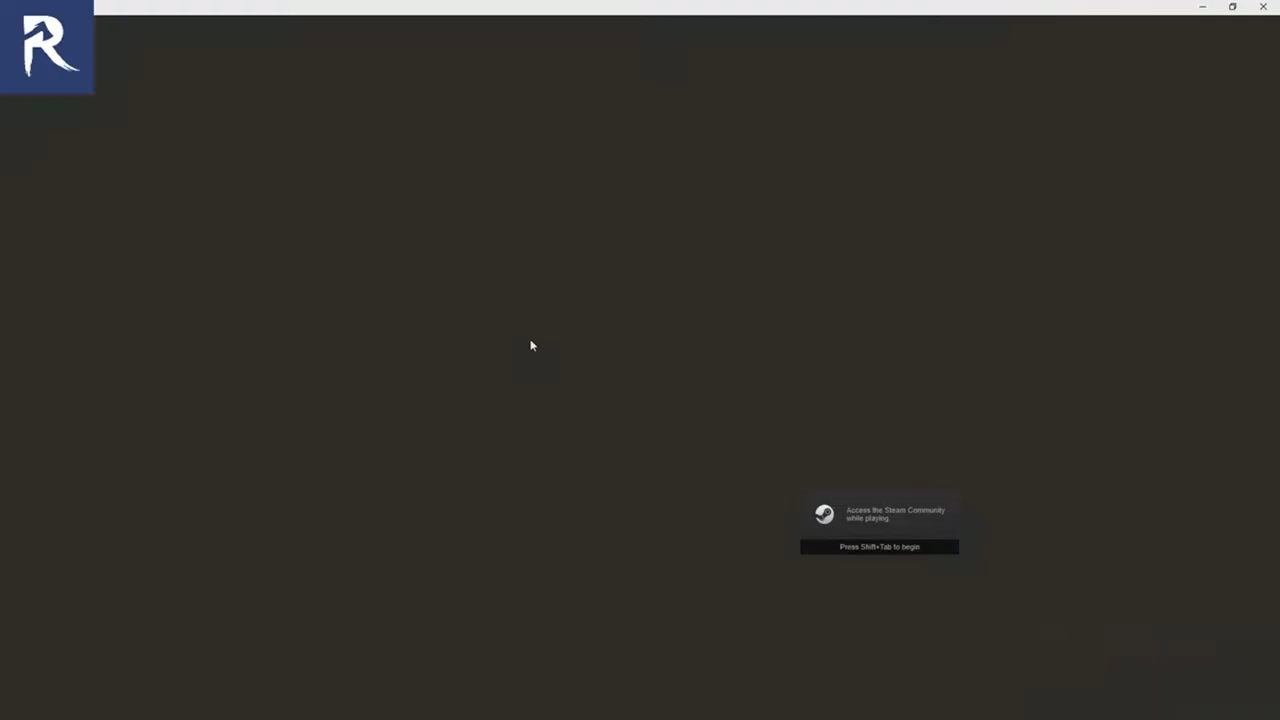 R
Access the Steam Community
while playing.
Press Shift+Tab to begin